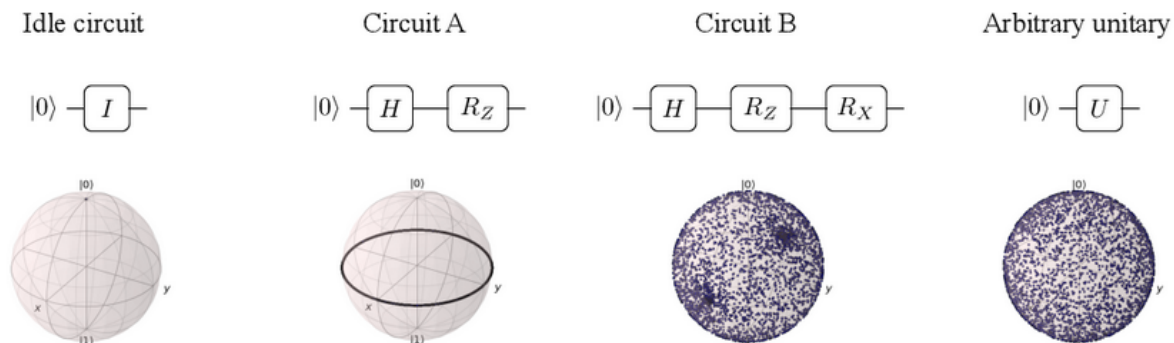 Idle circuit Circuit A Circuit B Arbitrary unitary
|0⟩ I |0⟩ H R_Z |0⟩ H R_Z R_X |0⟩ U
|0⟩ |0⟩ |0⟩ |0⟩
y y y y
x x
|1⟩ |1⟩